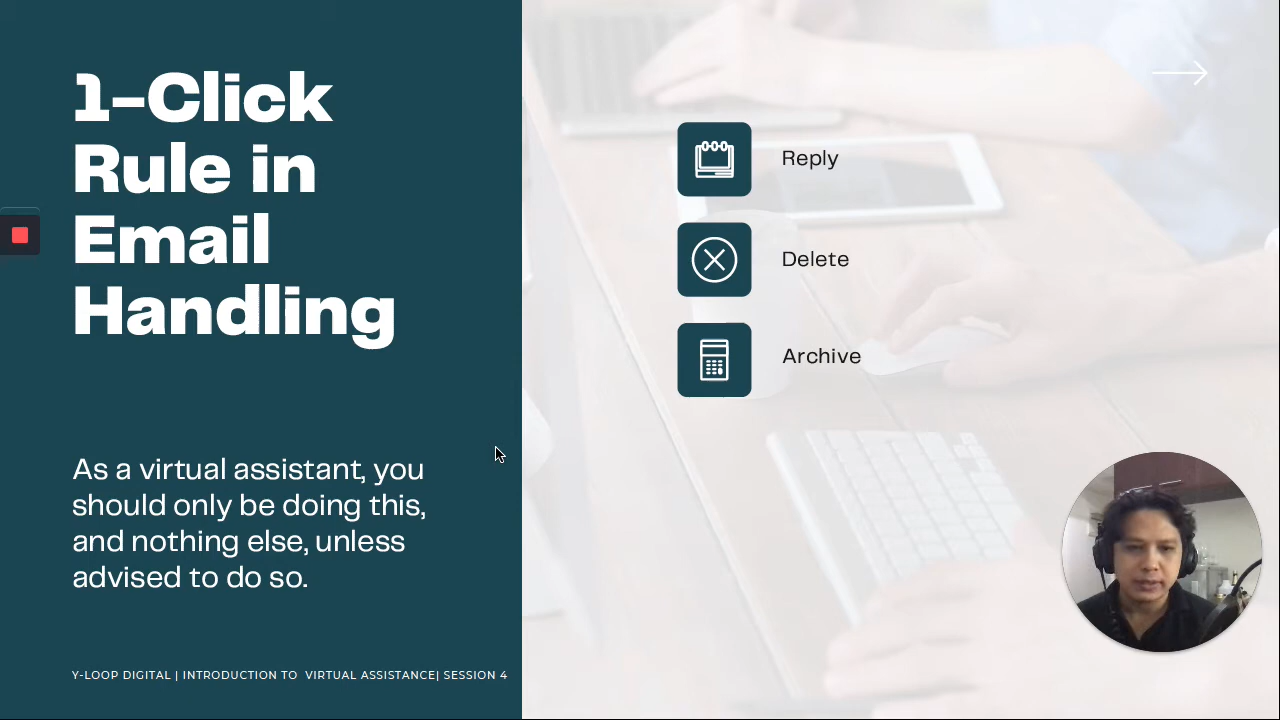 1-Click
Rule in
Email
Handling
As a virtual assistant, you
should only be doing this,
and nothing else, unless
advised to do so.
Y-LOOP DIGITAL | INTRODUCTION TO  VIRTUAL ASSISTANCE| SESSION 4
Reply
Delete
Archive